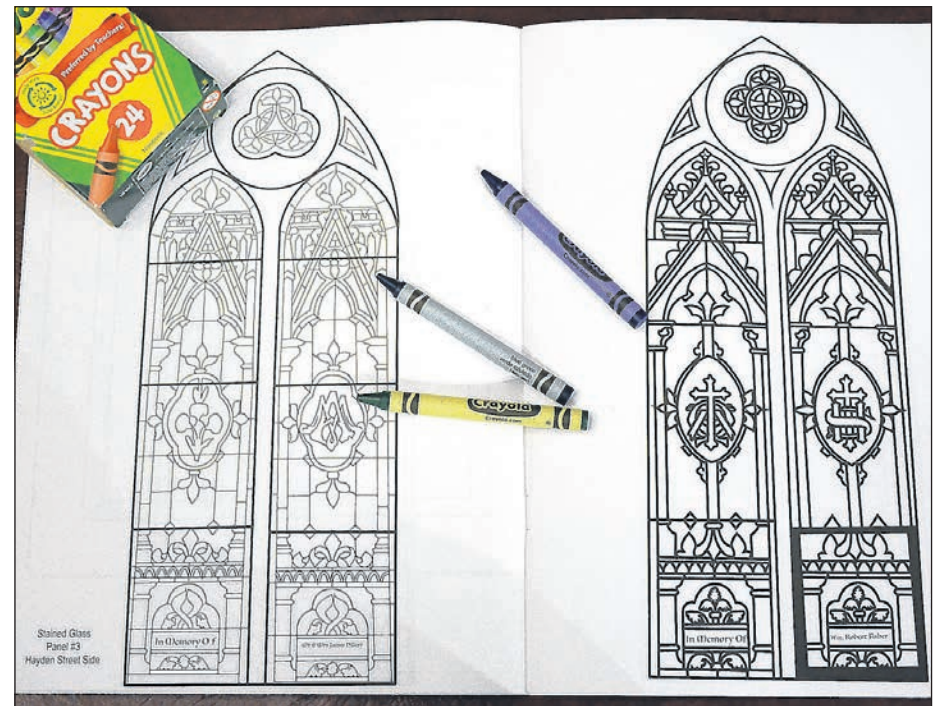 Preferred by Teachers!
CRAYONS
24
Crayola
Crayola
Stained Glass
Panel #3
Hayden Street Side
In Memory Of
In Memory Of
Wm. Robert